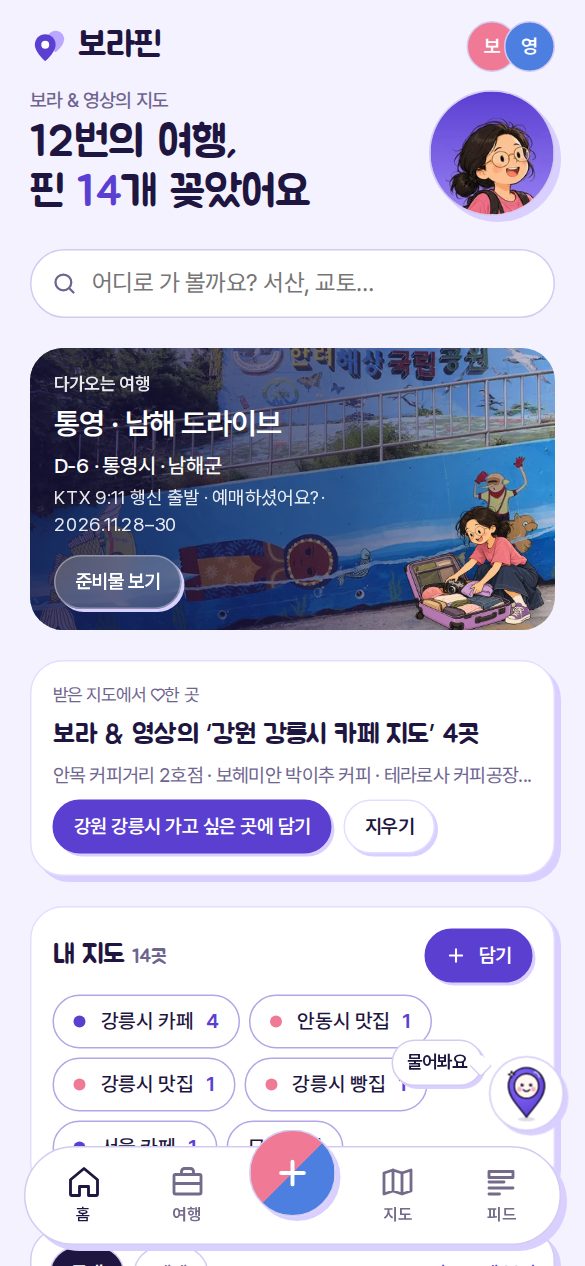 보라핀
보 영
보라 & 영상의 지도
12번의 여행,
핀 14개 꽂았어요
어디로 가 볼까요? 서산, 교토...
한려해상국립공원
다가오는 여행
통영 · 남해 드라이브
D-6 · 통영시 · 남해군
KTX 9:11 행신 출발 · 예매하셨어요? ·
2026.11.28–30
준비물 보기
받은 지도에서 ♡한 곳
보라 & 영상의 ‘강원 강릉시 카페 지도’ 4곳
안목 커피거리 2호점 · 보헤미안 박이추 커피 · 테라로사 커피공장...
강원 강릉시 가고 싶은 곳에 담기
지우기
내 지도 14곳
+ 담기
강릉시 카페 4
안동시 맛집 1
물어봐요
강릉시 맛집 1
강릉시 빵집 1
서울 카페 1
홈
여행
지도
피드